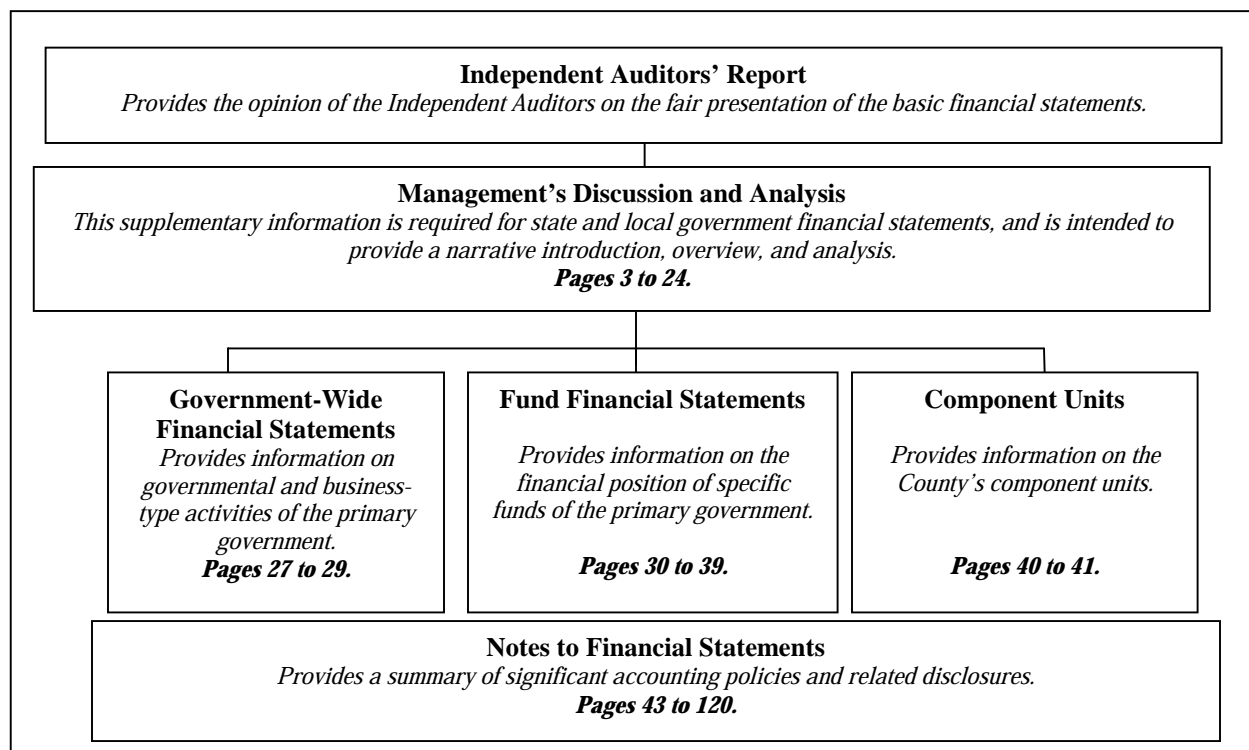 Independent Auditors’ Report
Provides the opinion of the Independent Auditors on the fair presentation of the basic financial statements.
Management’s Discussion and Analysis
This supplementary information is required for state and local government financial statements, and is intended to
provide a narrative introduction, overview, and analysis.
Pages 3 to 24.
Government-Wide
Financial Statements
Provides information on
governmental and business-
type activities of the primary
government.
Pages 27 to 29.
Fund Financial Statements
Provides information on the
financial position of specific
funds of the primary government.
Pages 30 to 39.
Component Units
Provides information on the
County’s component units.
Pages 40 to 41.
Notes to Financial Statements
Provides a summary of significant accounting policies and related disclosures.
Pages 43 to 120.